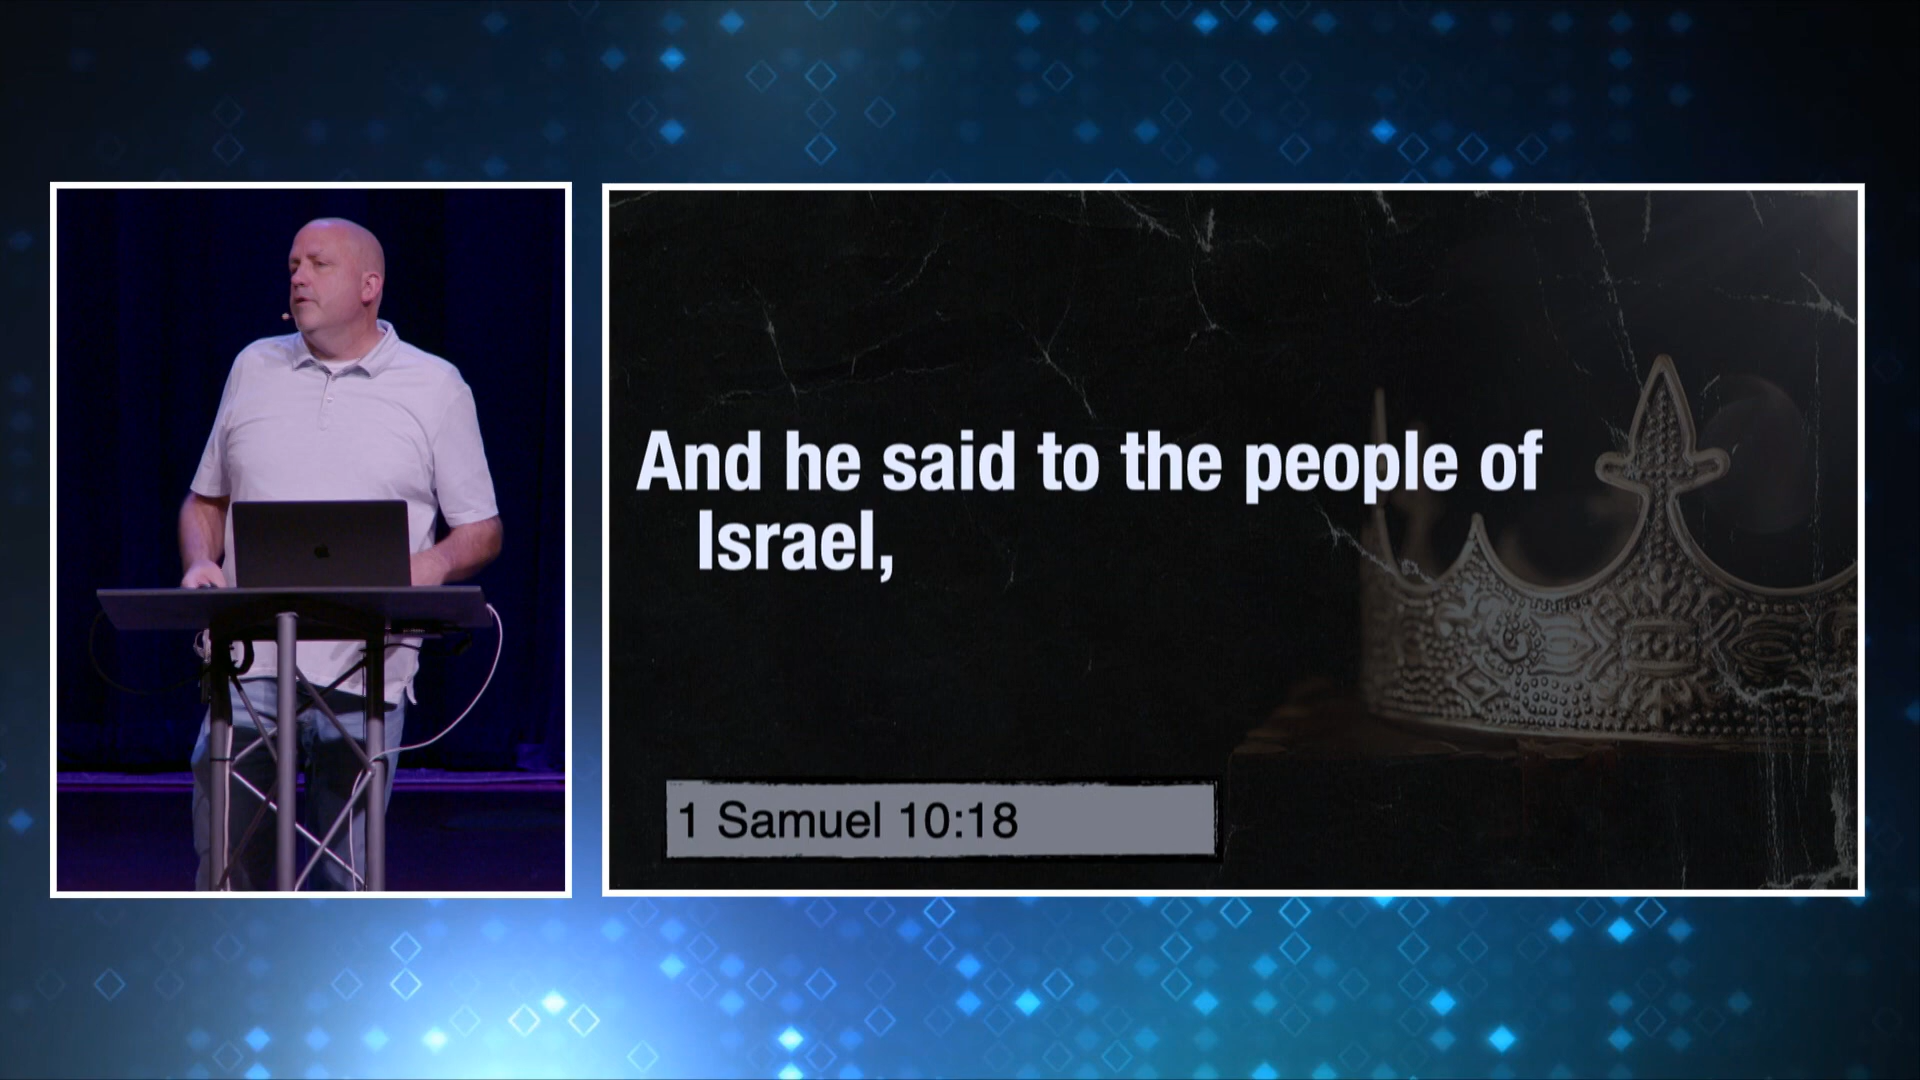 And he said to the people of
Israel,
1 Samuel 10:18